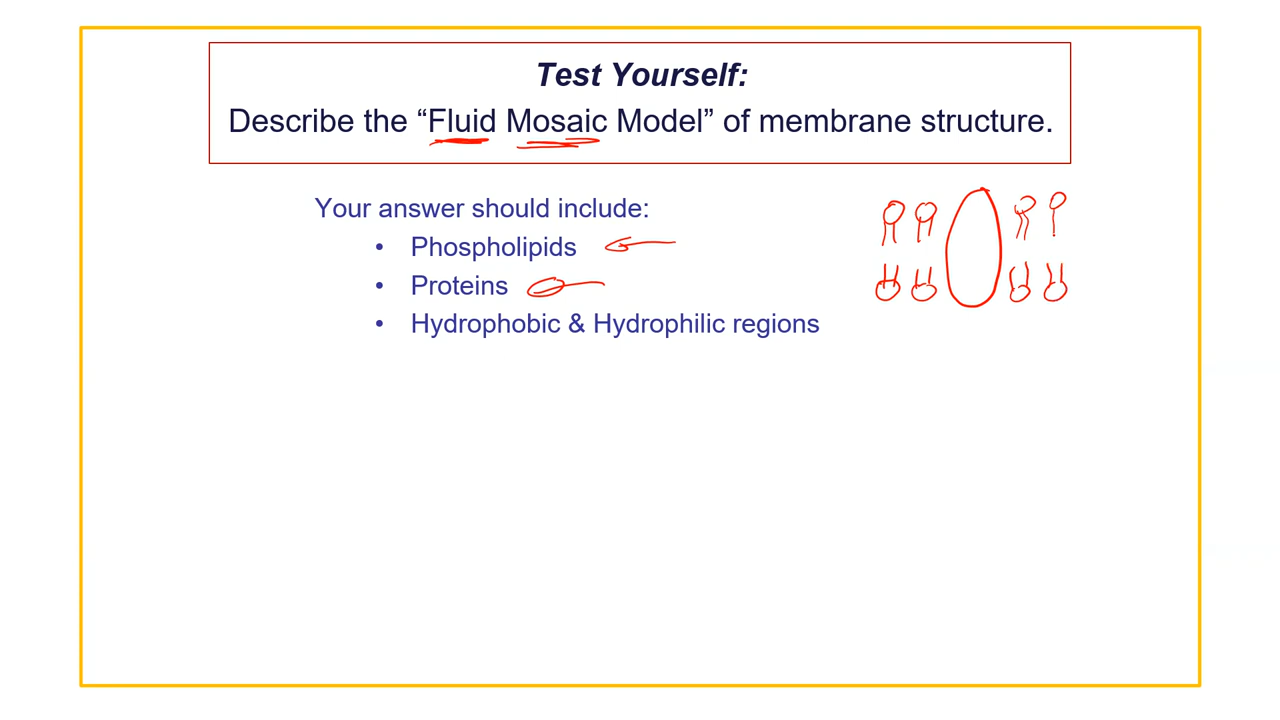 Test Yourself:
Describe the “Fluid Mosaic Model” of membrane structure.
Your answer should include:
• Phospholipids
• Proteins
• Hydrophobic & Hydrophilic regions